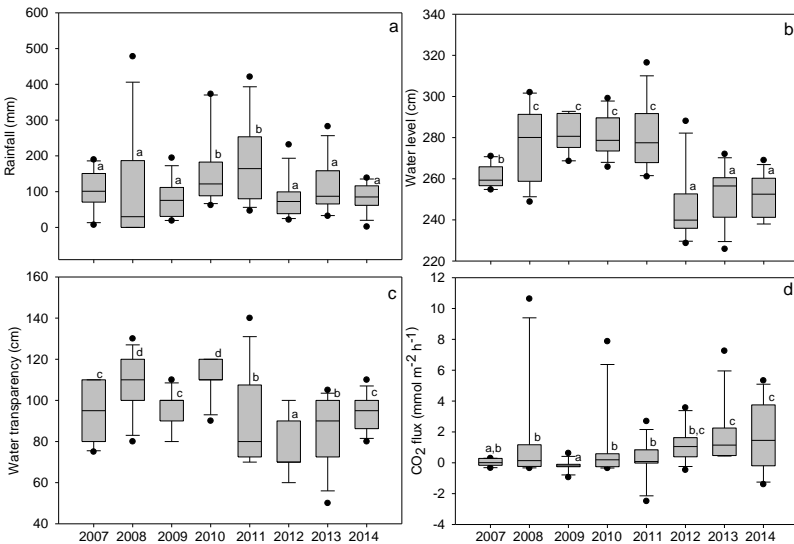 a
600
500
400
300
200
100
0
Rainfall (mm)
a a a b b a a a
b
320
300
280
260
240
220
Water level (cm)
b c c c c a a a
c
160
140
120
100
80
60
40
Water transparency (cm)
c d c d b a b c
2007 2008 2009 2010 2011 2012 2013 2014
d
12
10
8
6
4
2
0
-2
-4
CO2 flux (mmol m-2 h-1)
a,b b a b b b,c c c
2007 2008 2009 2010 2011 2012 2013 2014